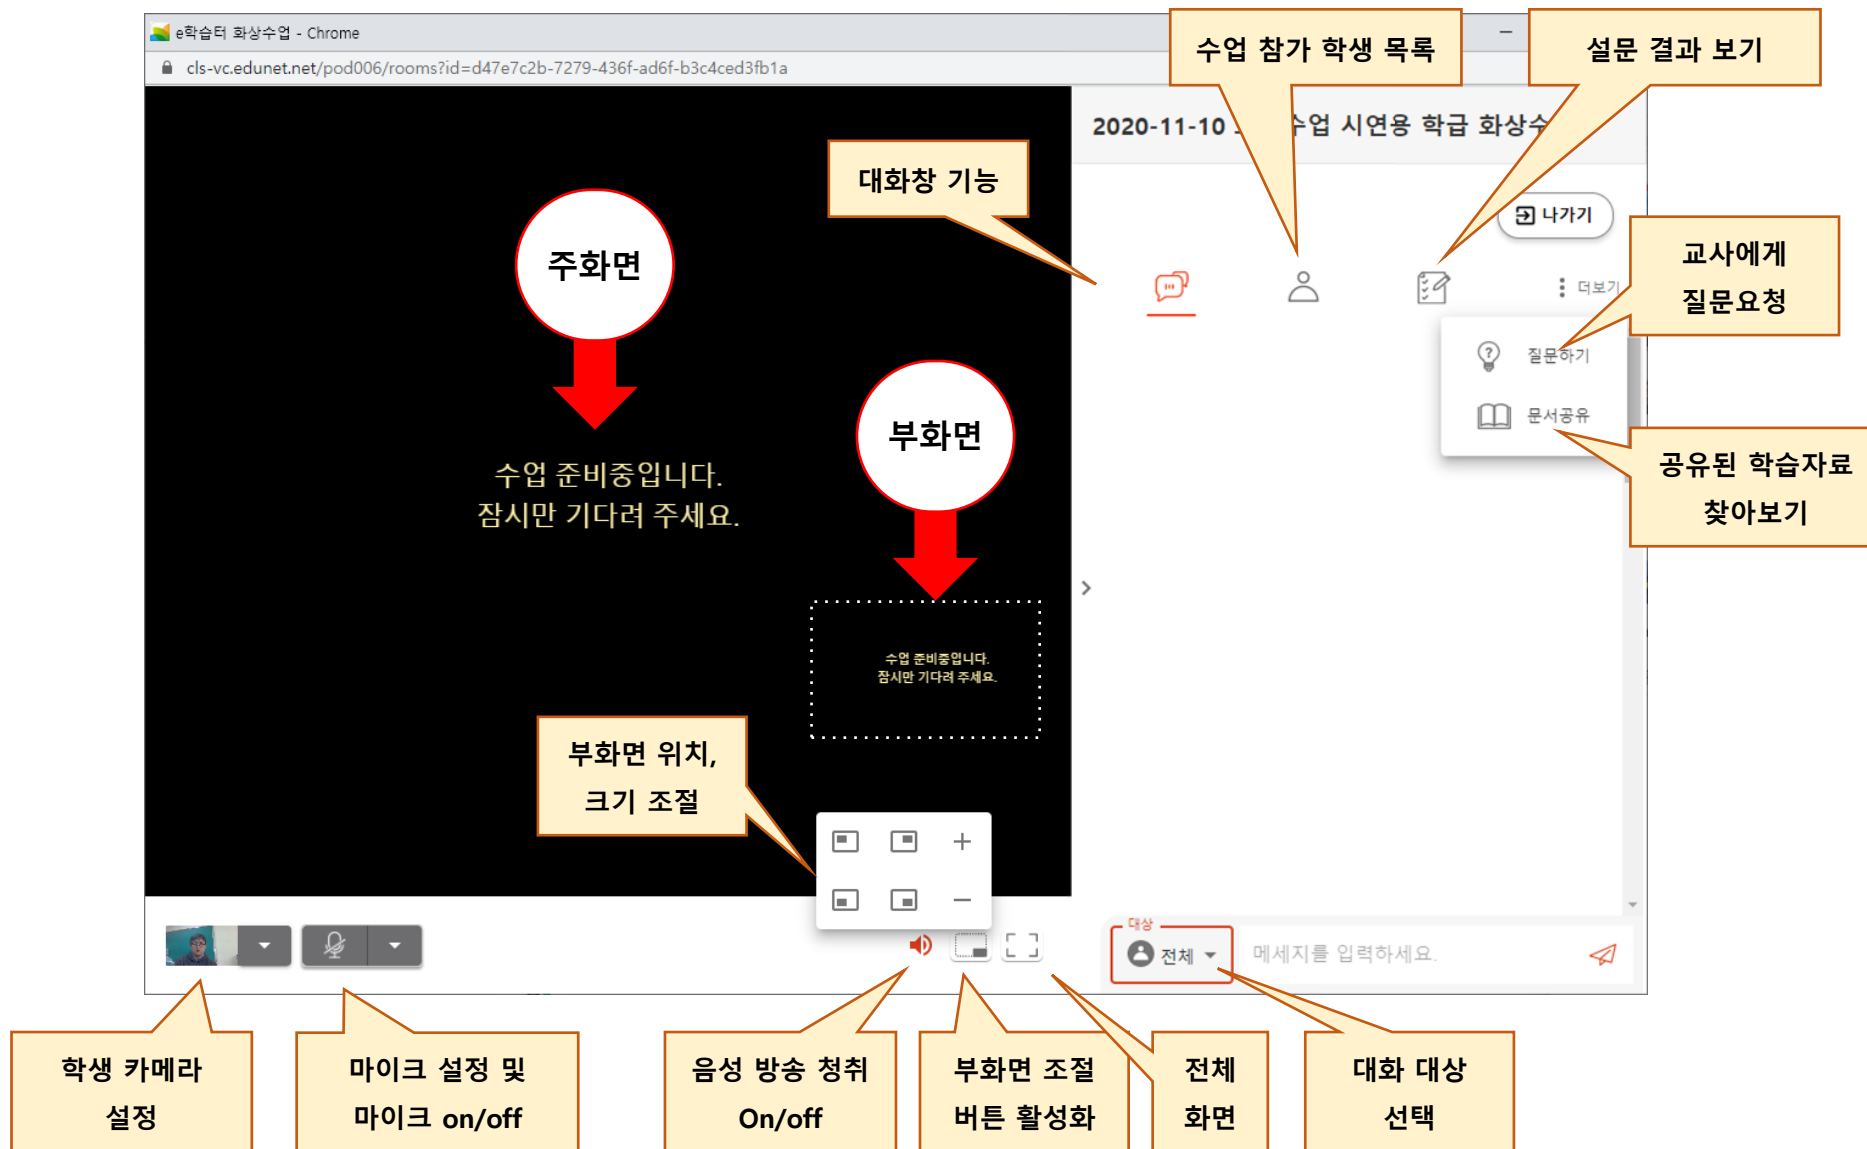 e학습터 화상수업 - Chrome
cls-vc.edunet.net/pod006/rooms?id=d47e7c2b-7279-436f-ad6f-b3c4ced3fb1a
수업 참가 학생 목록
설문 결과 보기
2020-11-10
수업 시연용 학급 화상수
대화창 기능
나가기
주화면
교사에게
질문요청
더보기
질문하기
문서공유
부화면
공유된 학습자료
찾아보기
수업 준비중입니다.
잠시만 기다려 주세요.
수업 준비중입니다.
잠시만 기다려 주세요.
부화면 위치,
크기 조절
대상
전체
메세지를 입력하세요.
학생 카메라
설정
마이크 설정 및
마이크 on/off
음성 방송 청취
On/off
부화면 조절
버튼 활성화
전체
화면
대화 대상
선택